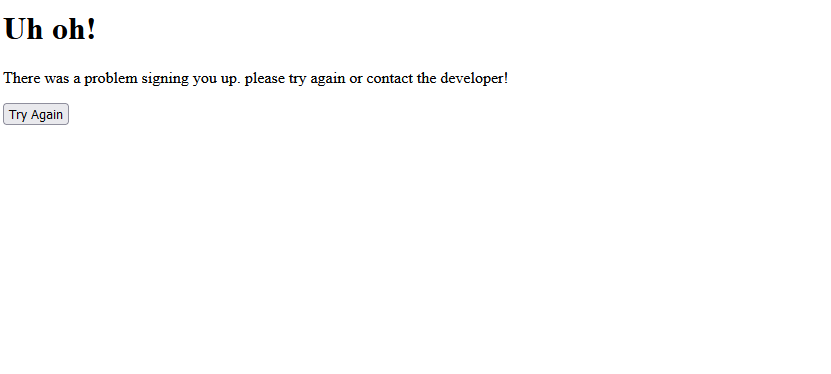 Uh oh!
There was a problem signing you up. please try again or contact the developer!
Try Again